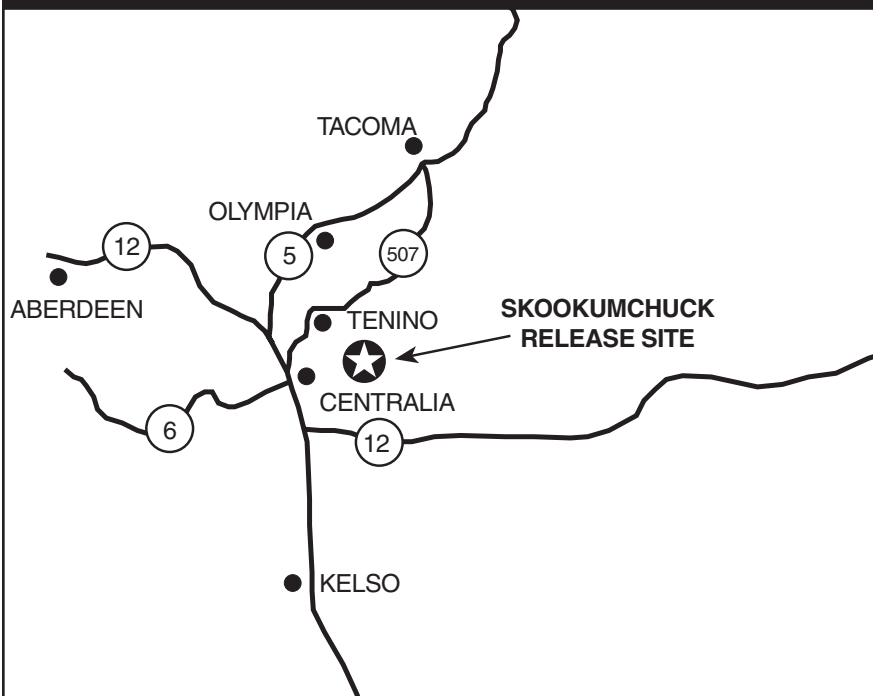 TACOMA
OLYMPIA
12
5
507
ABERDEEN
TENINO
SKOOKUMCHUCK
RELEASE SITE
CENTRALIA
6
12
KELSO